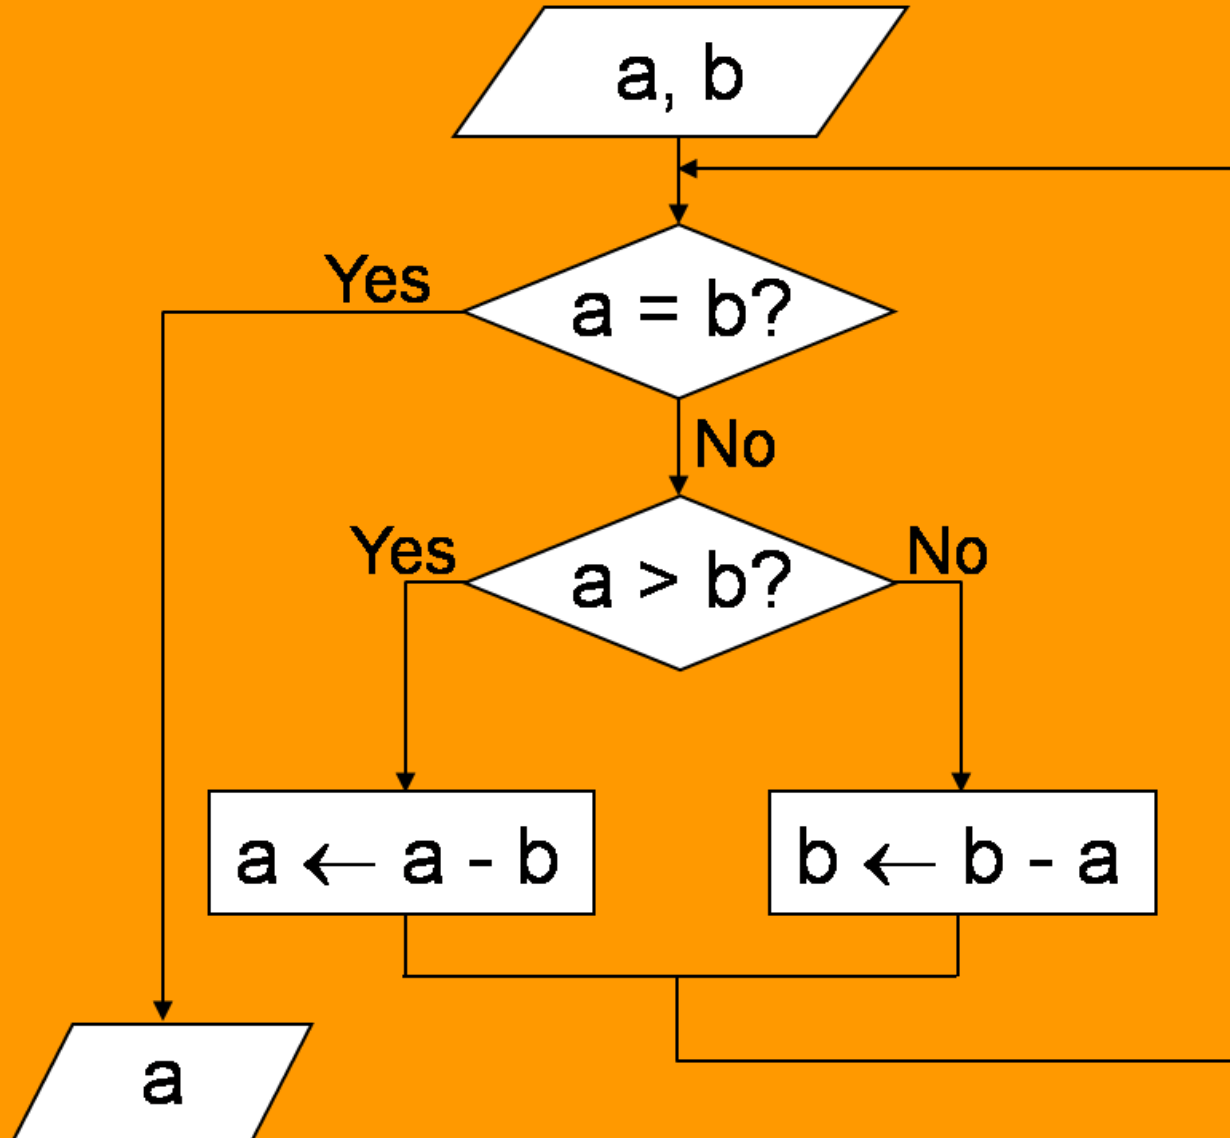 a, b
Yes
a = b?
No
Yes
a > b?
No
a ← a - b
b ← b - a
a